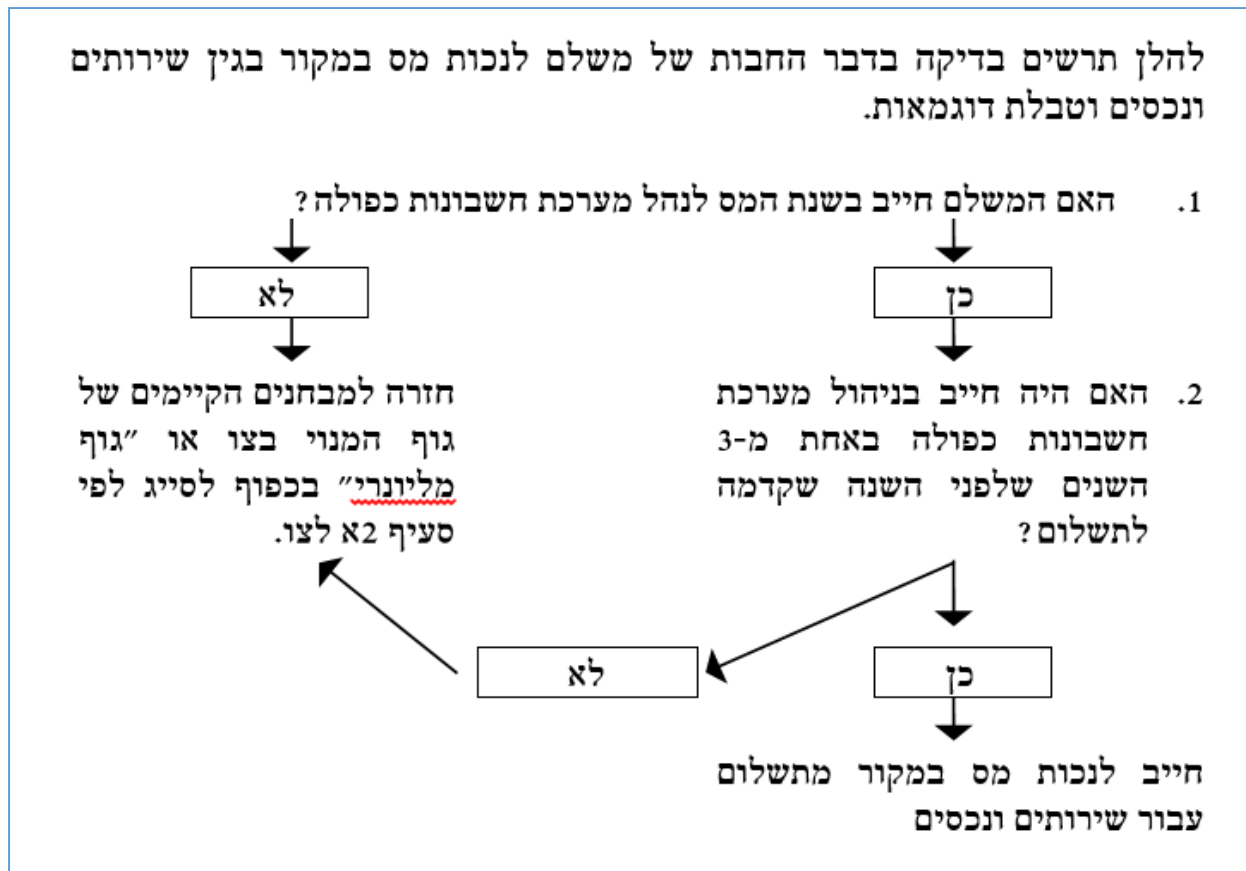 להלן תרשים בדיקה בדבר החבות של משלם לנכות מס במקור בגין שירותים
ונכסים וטבלת דוגמאות.
1. האם המשלם חייב בשנת המס לנהל מערכת חשבונות כפולה?
כן
לא
2. האם היה חייב בניהול מערכת
חשבונות כפולה באחת מ-3
השנים שלפני השנה שקדמה
לתשלום?
חזרה למבחנים הקיימים של
גוף המנוי בצו או "גוף
מליונרי" בכפוף לסייג לפי
סעיף 2א לצו.
כן
לא
חייב לנכות מס במקור מתשלום
עבור שירותים ונכסים